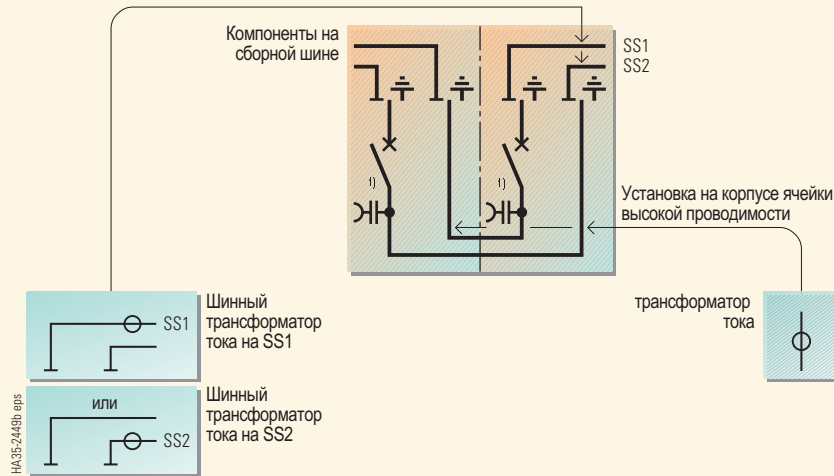 Компоненты на
сборной шине
SS1
SS2
1)
1)
Установка на корпусе ячейки
высокой проводимости
трансформатор
тока
SS1
Шинный
трансформатор
тока на SS1
или
SS2
Шинный
трансформатор
тока на SS2
HA35-2449b eps